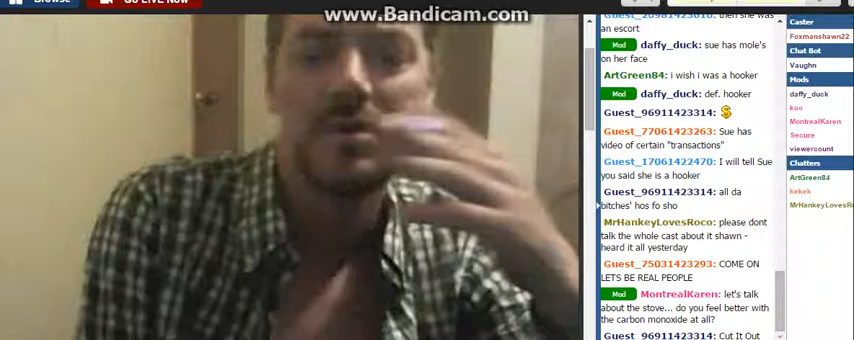 Browse
GO LIVE NOW
www.Bandicam.com
Guest_20981423610: then she was
an escort
Mod daffy_duck: sue has mole's
on her face
ArtGreen84: i wish i was a hooker
Mod daffy_duck: def. hooker
Guest_96911423314:
Guest_77061423263: Sue has
video of certain "transactions"
Guest_17061422470: I will tell Sue
you said she is a hooker
Guest_96911423314: all da
bitches' hos fo sho
MrHankeyLovesRoco: please dont
talk the whole cast about it shawn -
heard it all yesterday
Guest_75031423293: COME ON
LETS BE REAL PEOPLE
Mod MontrealKaren: let's talk
about the stove... do you feel better with
the carbon monoxide at all?
Guest_96911423314: Cut It Out
Caster
Foxmanshawn22
Chat Bot
Vaughn
Mods
daffy_duck
koo
MontrealKaren
Secure
viewercount
Chatters
ArtGreen84
kekek
MrHankeyLovesRo